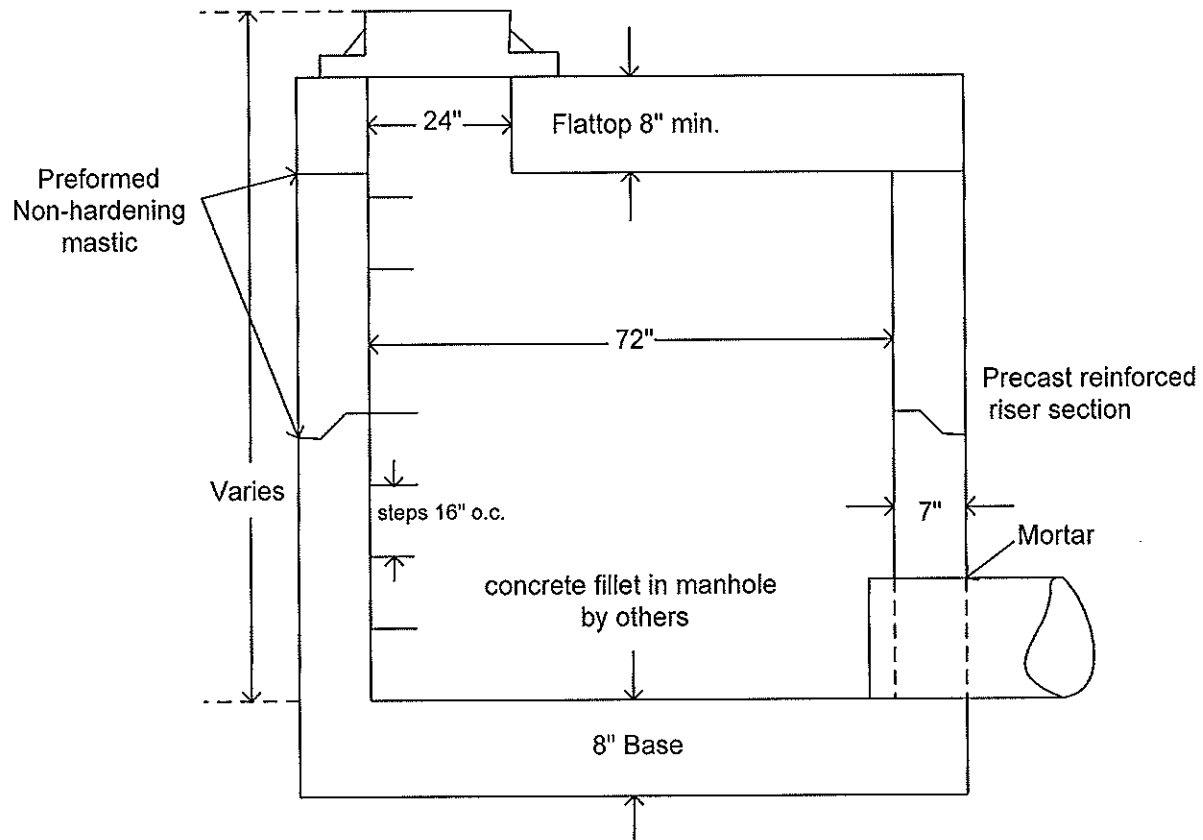 24"
Flattop 8" min.
Preformed
Non-hardening
mastic
72"
Precast reinforced
riser section
Varies
steps 16" o.c.
7"
Mortar
concrete fillet in manhole
by others
8" Base